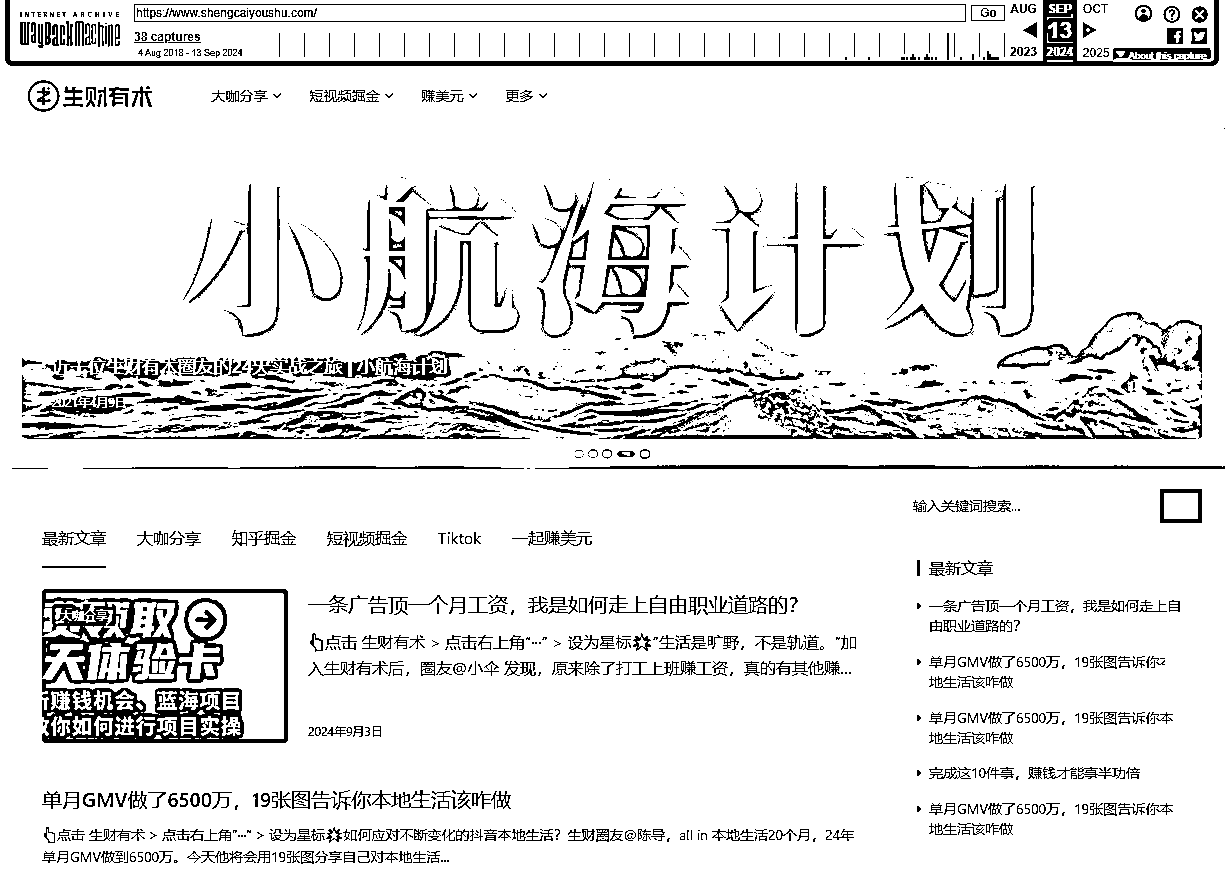 INTERNET ARCHIVE
WayBackMachine
https://www.shengcaiyoushu.com/
Go
AUG
SEP
OCT
38 captures
13
4 Aug 2018 - 13 Sep 2024
2023
2024
2025
About this capture
生财有术
大咖分享
短视频掘金
赚美元
更多
小航海计划
近千位生财有术圈友的24天实战之旅 | 小航海计划
2021年4月9日
输入关键词搜索...
最新文章
大咖分享
知乎掘金
短视频掘金
Tiktok
一起赚美元
最新文章
大咖分享
领取
天体验卡
新赚钱机会、蓝海项目
教你如何进行项目实操
一条广告顶一个月工资，我是如何走上自由职业道路的？
点击 生财有术 > 点击右上角“···” > 设为星标“生活是旷野，不是轨道。”加
入生财有术后，圈友@小伞 发现，原来除了打工上班赚工资，真的有其他赚...
2024年9月3日
单月GMV做了6500万，19张图告诉你本地生活该咋做
点击 生财有术 > 点击右上角“···” > 设为星标如何应对不断变化的抖音本地生活？生财圈友@陈导，all in 本地生活20个月，24年
单月GMV做到6500万。今天他将会用19张图分享自己对本地生活...
一条广告顶一个月工资，我是如何走上自
由职业道路的？
单月GMV做了6500万，19张图告诉你本
地生活该咋做
单月GMV做了6500万，19张图告诉你本
地生活该咋做
完成这10件事，赚钱才能事半功倍
单月GMV做了6500万，19张图告诉你本
地生活该咋做